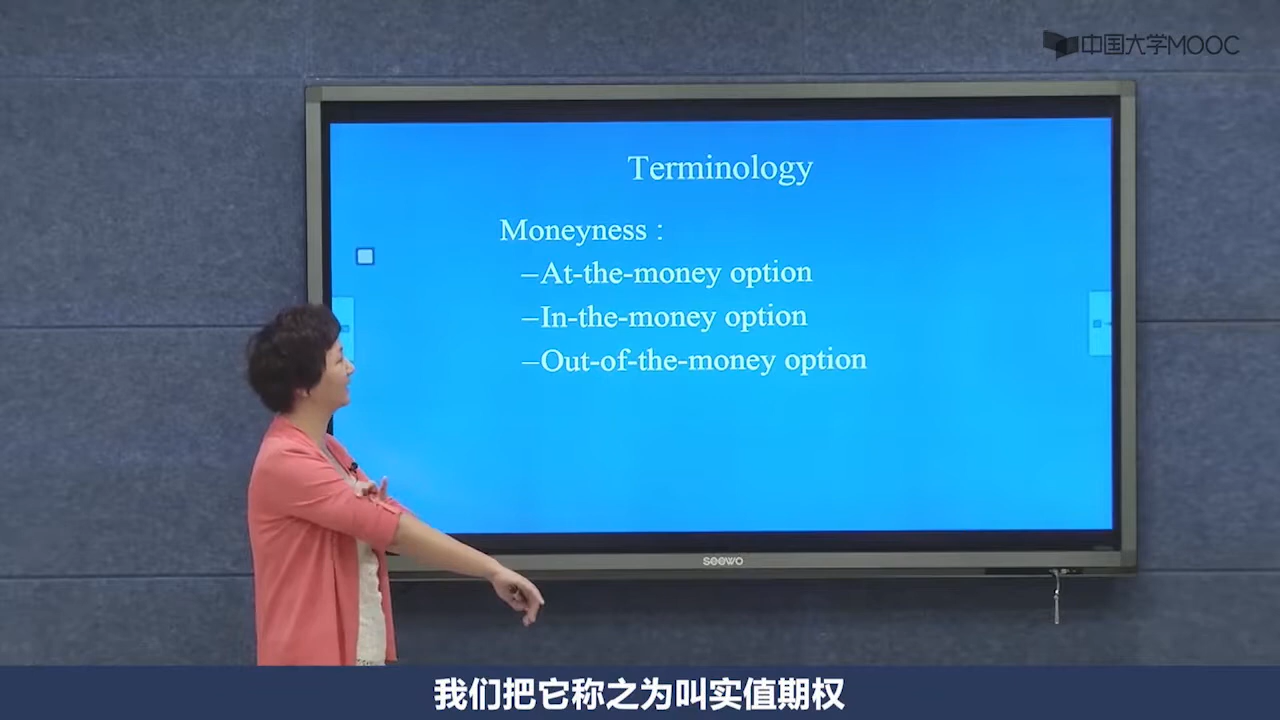 中国大学MOOC
Terminology
Moneyness :
–At-the-money option
–In-the-money option
–Out-of-the-money option
seewo
我们把它称之为叫实值期权